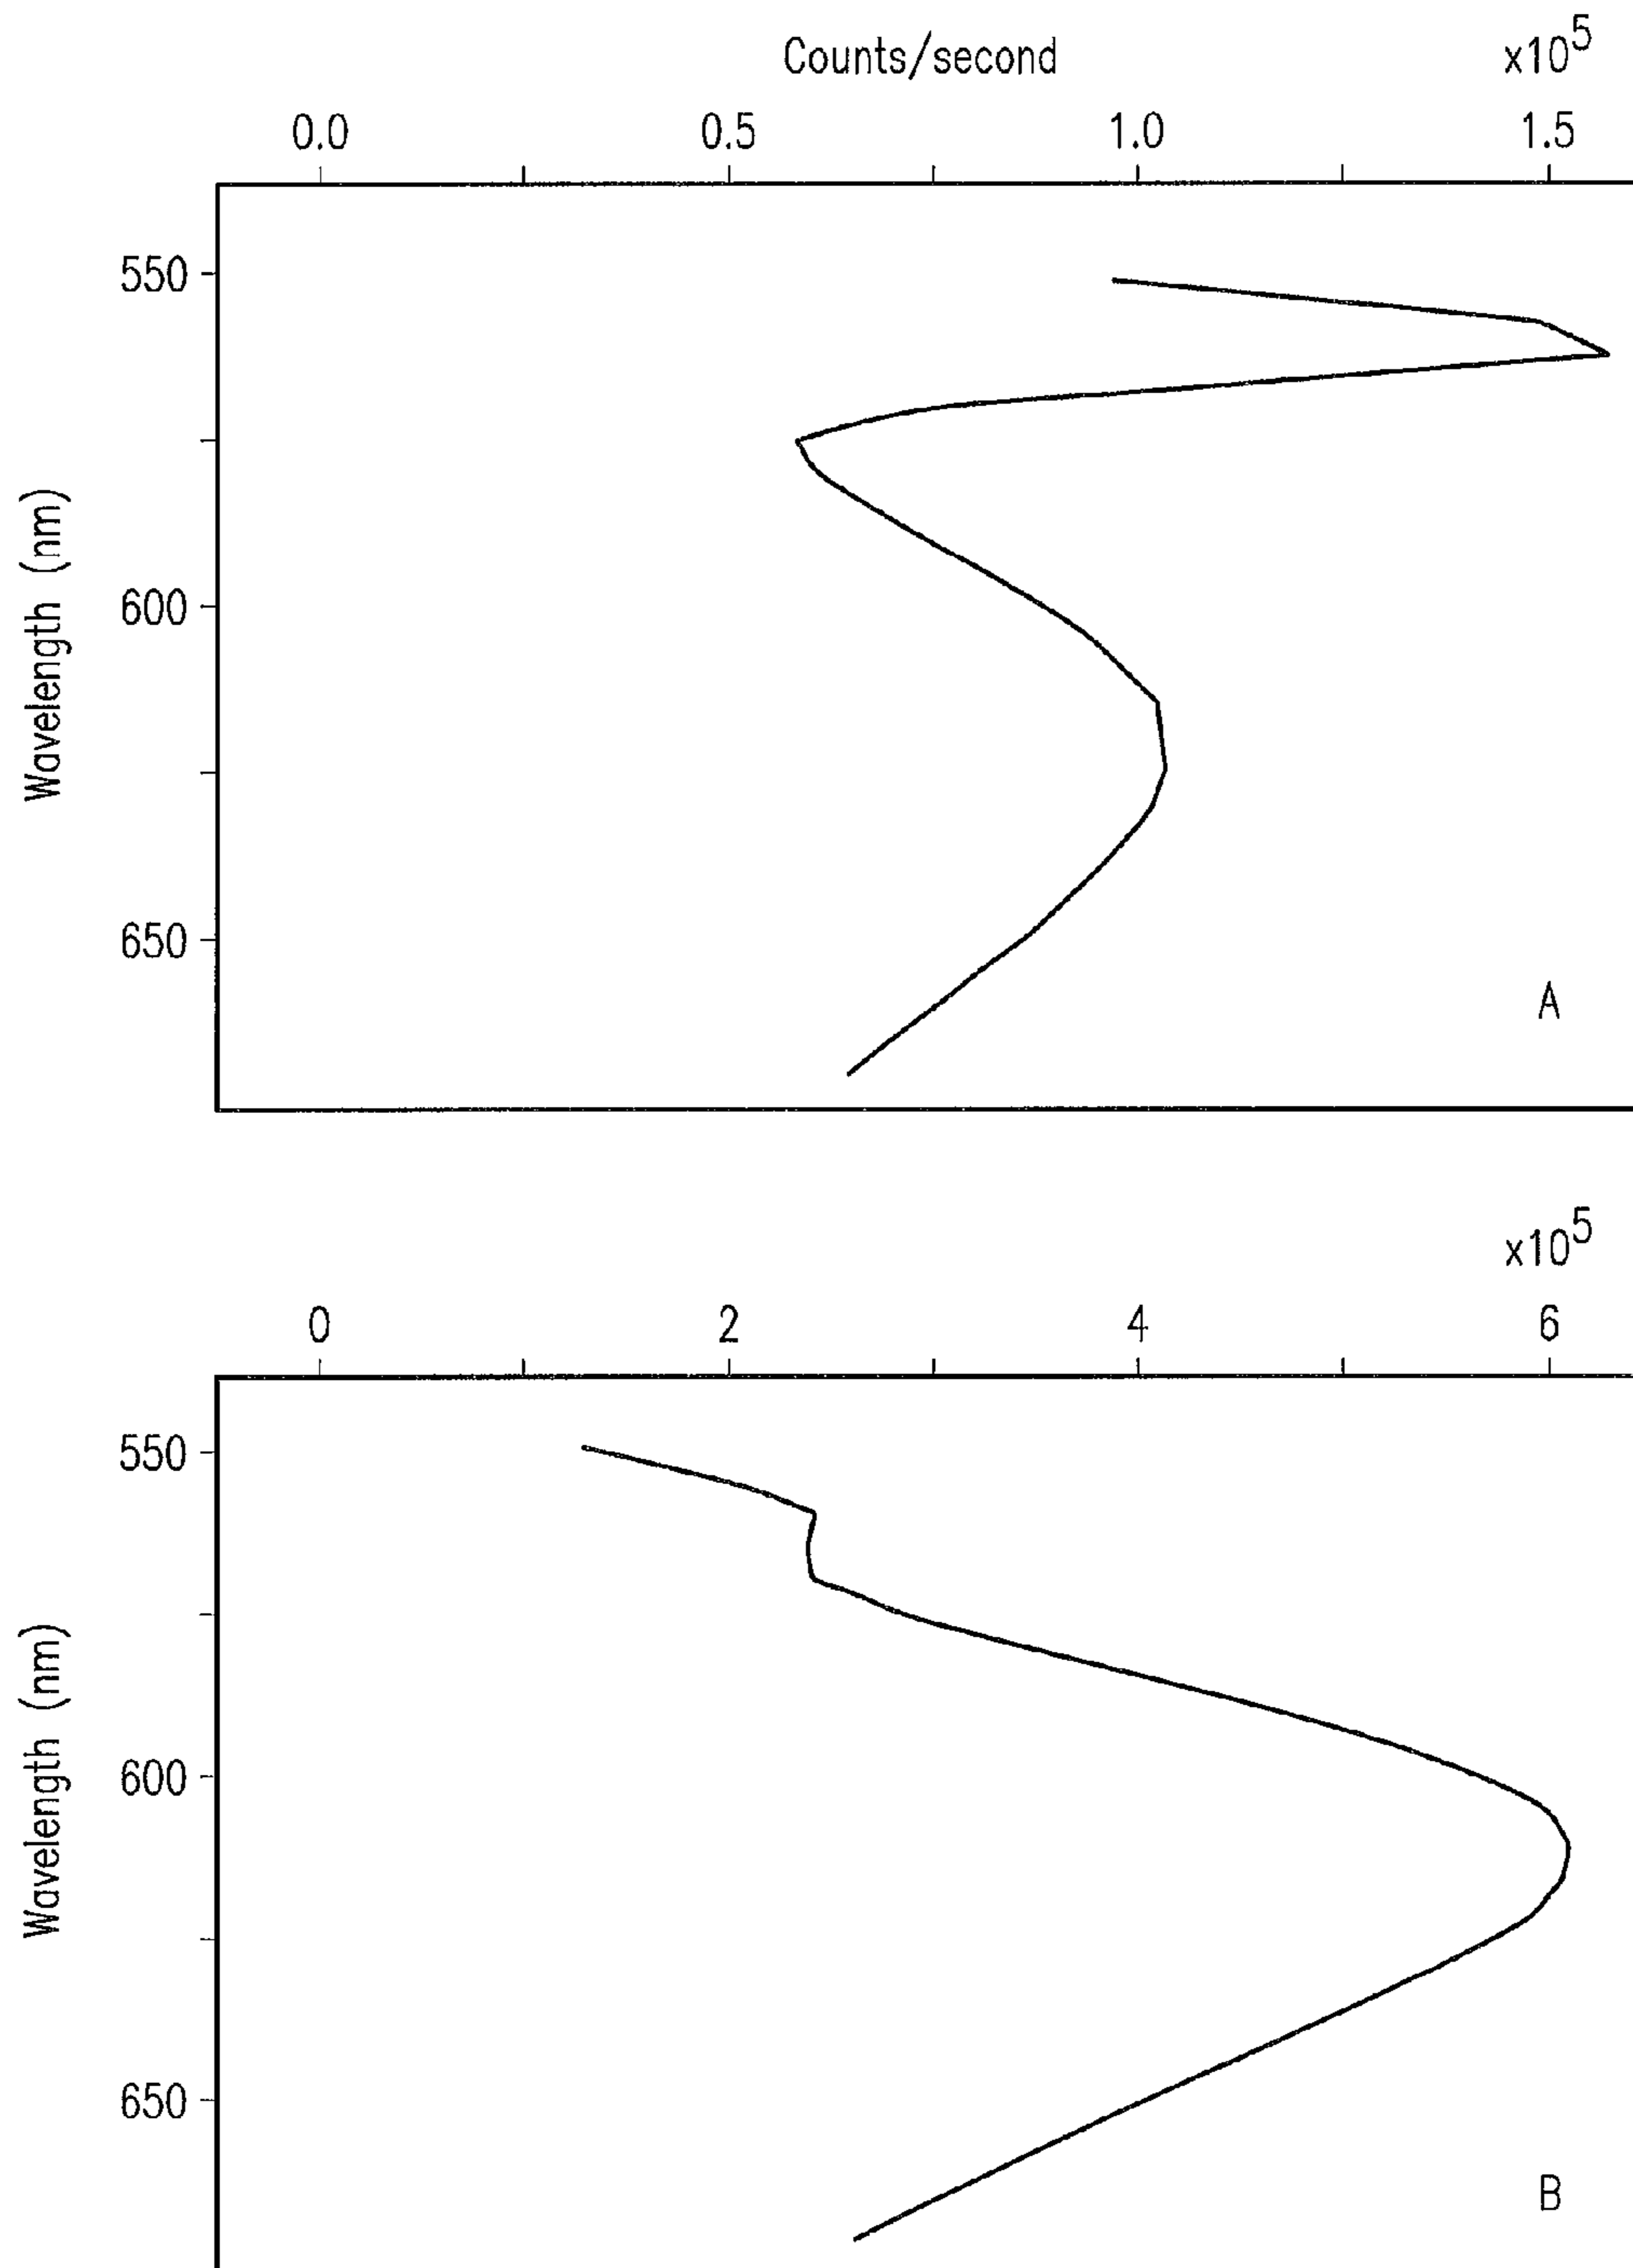 Counts/second x10^5
0.0 0.5 1.0 1.5
550
600
650
Wavelength (nm)
A
x10^5
0 2 4 6
550
600
650
Wavelength (nm)
B